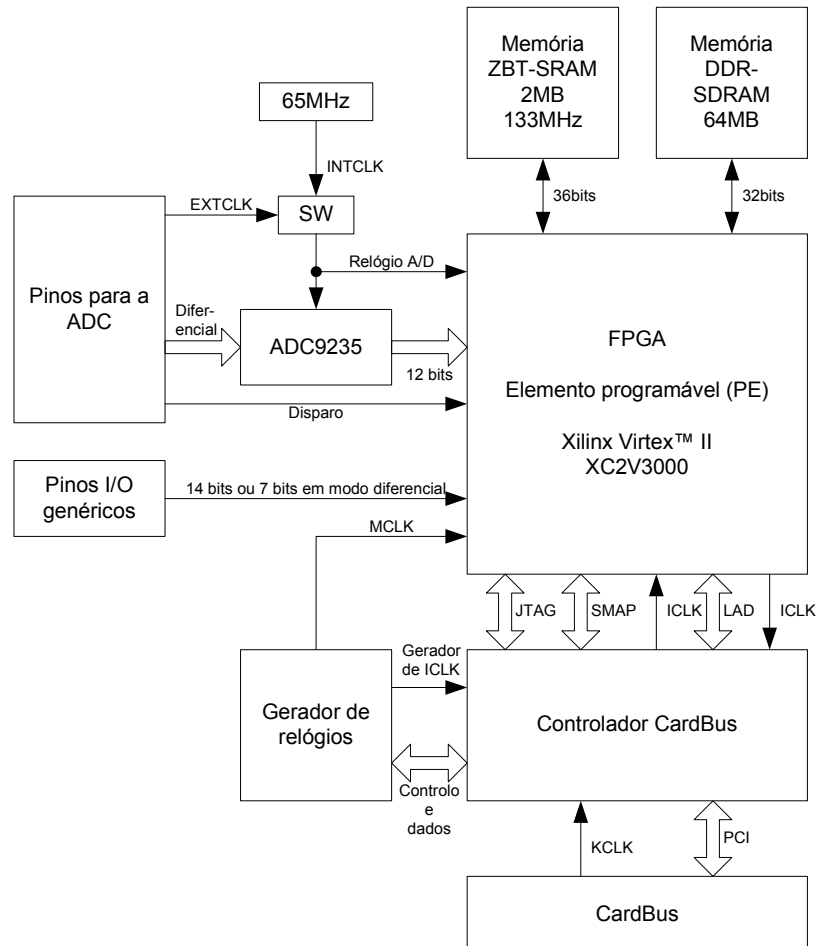 Memória
ZBT-SRAM
2MB
133MHz
Memória
DDR-
SDRAM
64MB
65MHz
INTCLK
EXTCLK
SW
36bits
32bits
Relógio A/D
Pinos para a
ADC
Difer-
encial
ADC9235
12 bits
FPGA
Elemento programável (PE)
Xilinx Virtex™ II
XC2V3000
Disparo
Pinos I/O
genéricos
14 bits ou 7 bits em modo diferencial
MCLK
JTAG
SMAP
ICLK
LAD
ICLK
Gerador
de ICLK
Gerador de
relógios
Controlador CardBus
Controlo
e
dados
KCLK
PCI
CardBus